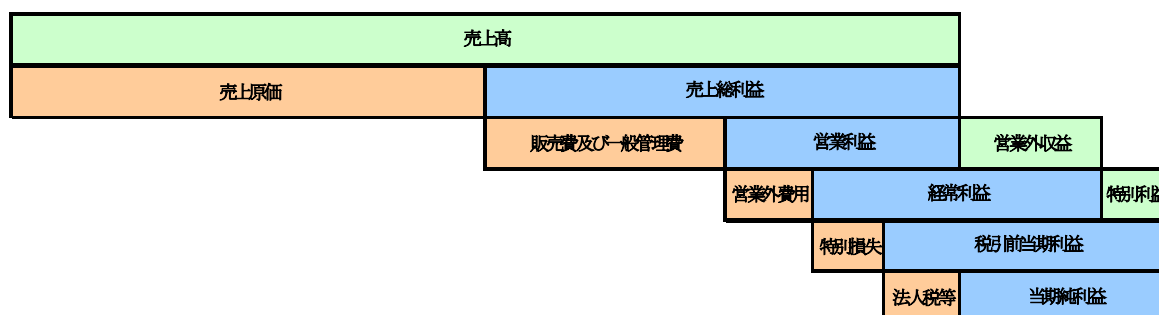 売上高
売上原価
売上総利益
販売費及び一般管理費
営業利益
営業外収益
営業外費用
経常利益
特別利益
特別損失
税引前当期利益
法人税等
当期純利益